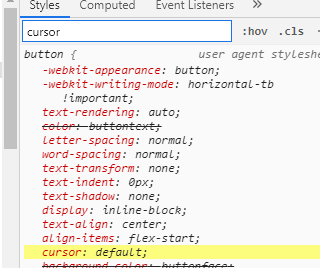 Styles Computed Event Listeners »
cursor :hov .cls
button { user agent styleshe
-webkit-appearance: button;
-webkit-writing-mode: horizontal-tb
!important;
text-rendering: auto;
color: buttontext;
letter-spacing: normal;
word-spacing: normal;
text-transform: none;
text-indent: 0px;
text-shadow: none;
display: inline-block;
text-align: center;
align-items: flex-start;
cursor: default;
background-color: buttonface;